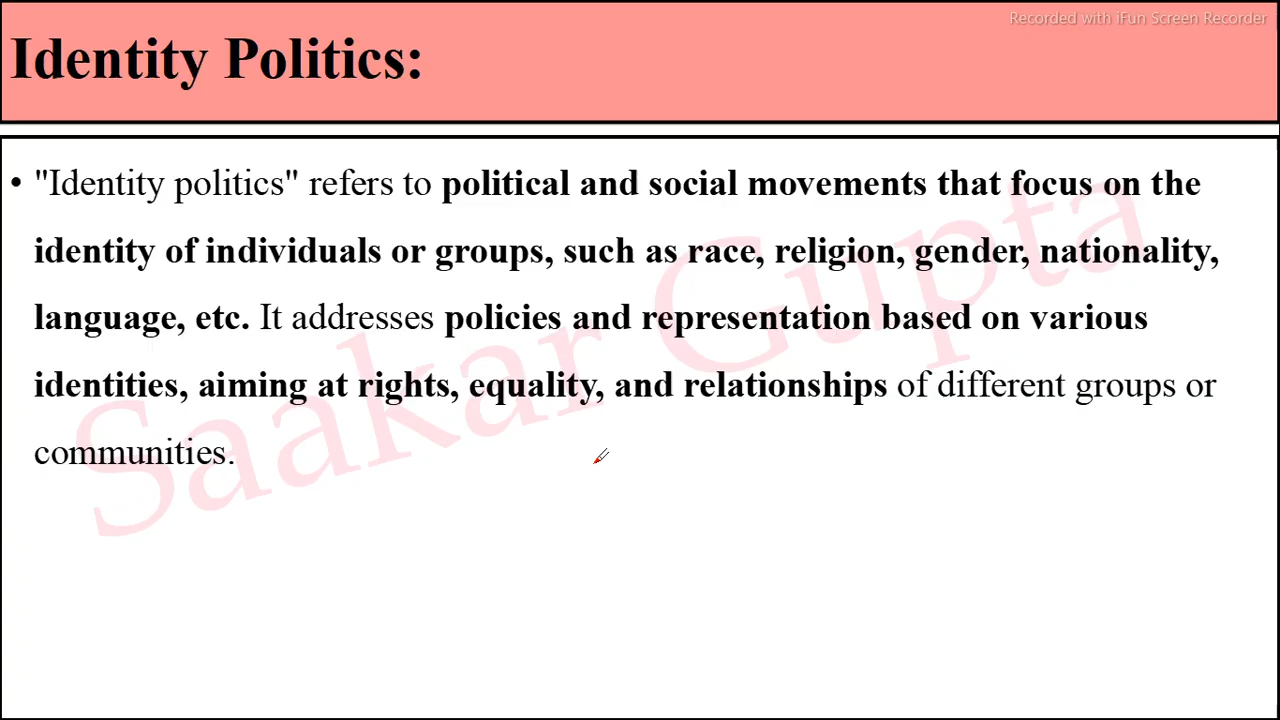 Recorded with iFun Screen Recorder
Identity Politics:
• "Identity politics" refers to political and social movements that focus on the
identity of individuals or groups, such as race, religion, gender, nationality,
language, etc. It addresses policies and representation based on various
identities, aiming at rights, equality, and relationships of different groups or
communities.
Saakar Gupta